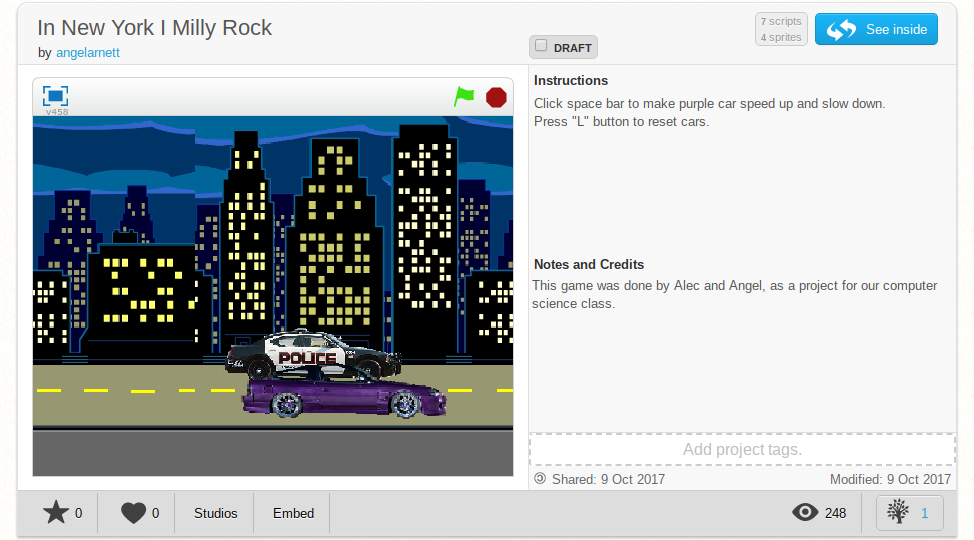 In New York I Milly Rock
by angelarnett
DRAFT
7 scripts
4 sprites
See inside
v458
POLICE
Instructions
Click space bar to make purple car speed up and slow down.
Press "L" button to reset cars.
Notes and Credits
This game was done by Alec and Angel, as a project for our computer
science class.
Add project tags.
Shared: 9 Oct 2017
Modified: 9 Oct 2017
0
0
Studios
Embed
248
1